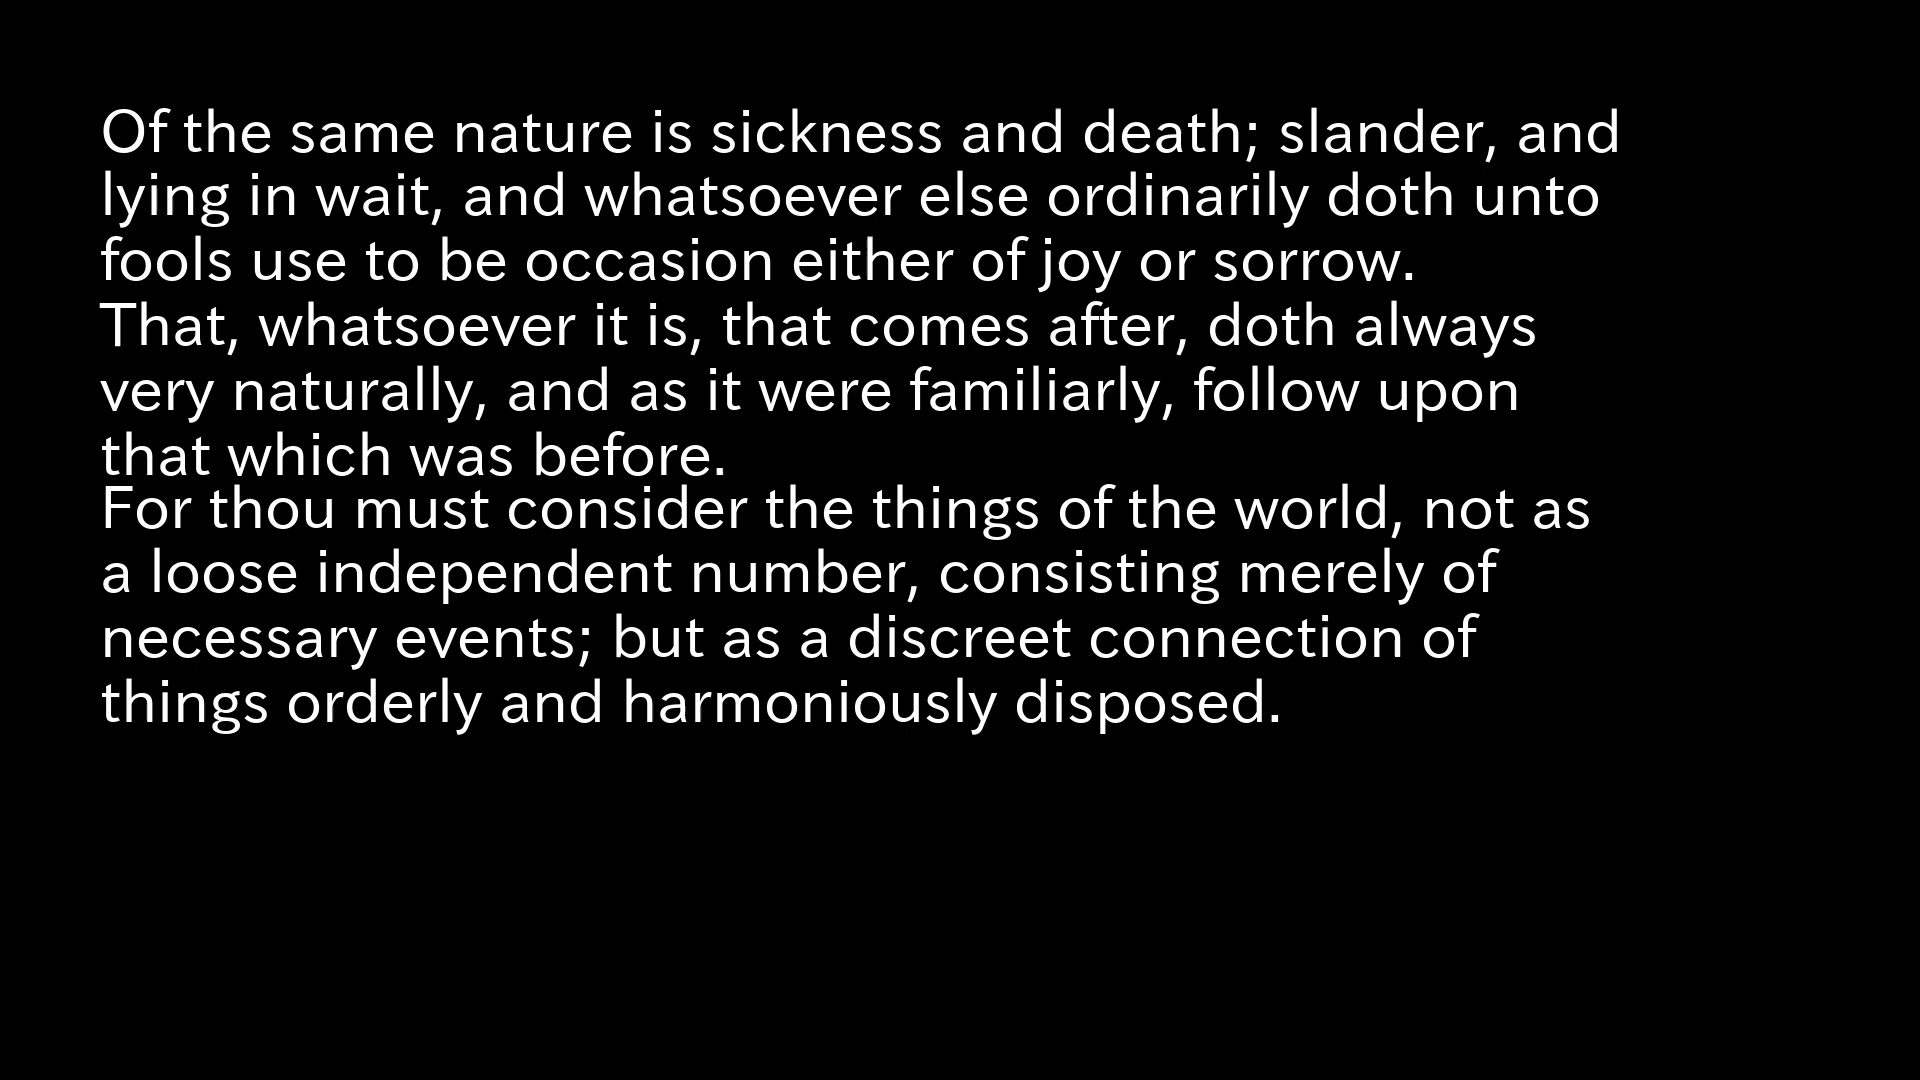 Of the same nature is sickness and death; slander, and
lying in wait, and whatsoever else ordinarily doth unto
fools use to be occasion either of joy or sorrow.
That, whatsoever it is, that comes after, doth always
very naturally, and as it were familiarly, follow upon
that which was before.
For thou must consider the things of the world, not as
a loose independent number, consisting merely of
necessary events; but as a discreet connection of
things orderly and harmoniously disposed.